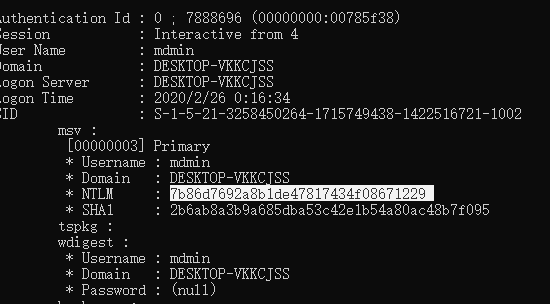 Authentication Id : 0 ; 7888696 (00000000:00785f38)
Session : Interactive from 4
User Name : mdmin
Domain : DESKTOP-VKKCJSS
Logon Server : DESKTOP-VKKCJSS
Logon Time : 2020/2/26 0:16:34
SID : S-1-5-21-3258450264-1715749438-1422516721-1002
msv :
[00000003] Primary
* Username : mdmin
* Domain : DESKTOP-VKKCJSS
* NTLM : 7b86d7692a8b1de47817434f08671229
* SHA1 : 2b6ab8a3b9a685dba53c42e1b54a80ac48b7f095
tspkg :
wdigest :
* Username : mdmin
* Domain : DESKTOP-VKKCJSS
* Password : (null)